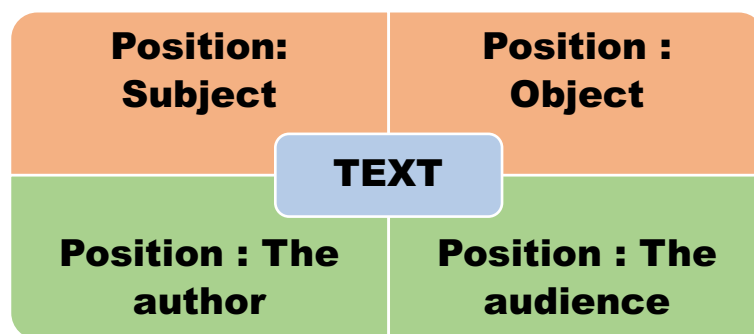 Position:
Subject
Position :
Object
TEXT
Position : The
author
Position : The
audience